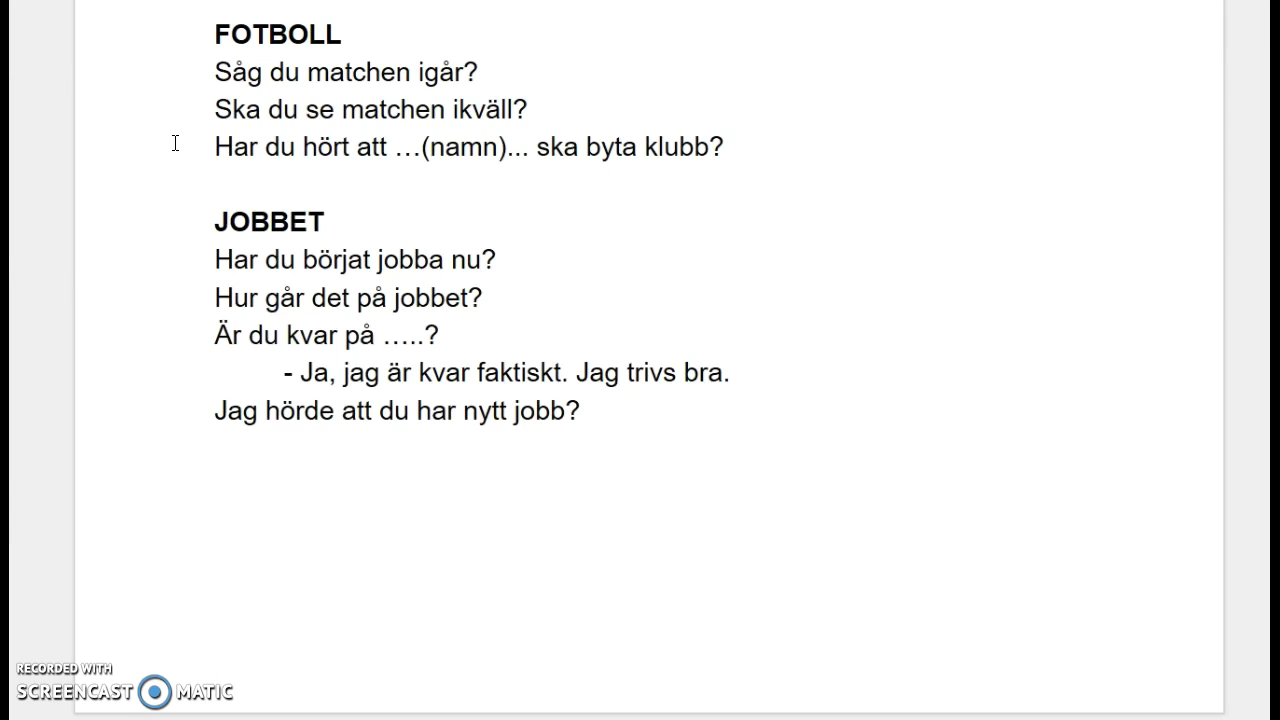 FOTBOLL
Såg du matchen igår?
Ska du se matchen ikväll?
Har du hört att …(namn)... ska byta klubb?
JOBBET
Har du börjat jobba nu?
Hur går det på jobbet?
Är du kvar på …..?
- Ja, jag är kvar faktiskt. Jag trivs bra.
Jag hörde att du har nytt jobb?
RECORDED WITH
SCREENCAST MATIC